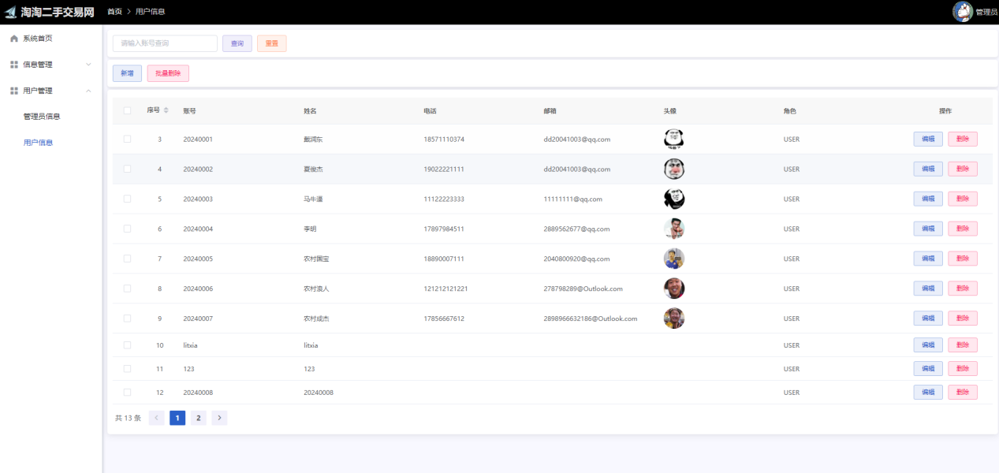 淘淘二手交易网 首页 > 用户信息 管理员
系统首页
信息管理
用户管理
管理员信息
用户信息
请输入账号查询 查询 重置
新增 批量删除
序号 账号 姓名 电话 邮箱 头像 角色 操作
3 20240001 戴润东 18571110374 dd20041003@qq.com USER 编辑 删除
4 20240002 夏俊杰 19022221111 dd20041003@qq.com USER 编辑 删除
5 20240003 马牛逼 11122223333 11111111@qq.com USER 编辑 删除
6 20240004 李明 17897984511 2889562677@qq.com USER 编辑 删除
7 20240005 农村国宝 18890007111 2040800920@qq.com USER 编辑 删除
8 20240006 农村浪人 121212121221 278798289@Outlook.com USER 编辑 删除
9 20240007 农村成杰 17856667612 2898966632186@Outlook.com USER 编辑 删除
10 litxia litxia USER 编辑 删除
11 123 123 USER 编辑 删除
12 20240008 20240008 USER 编辑 删除
共 13 条 < 1 2 >